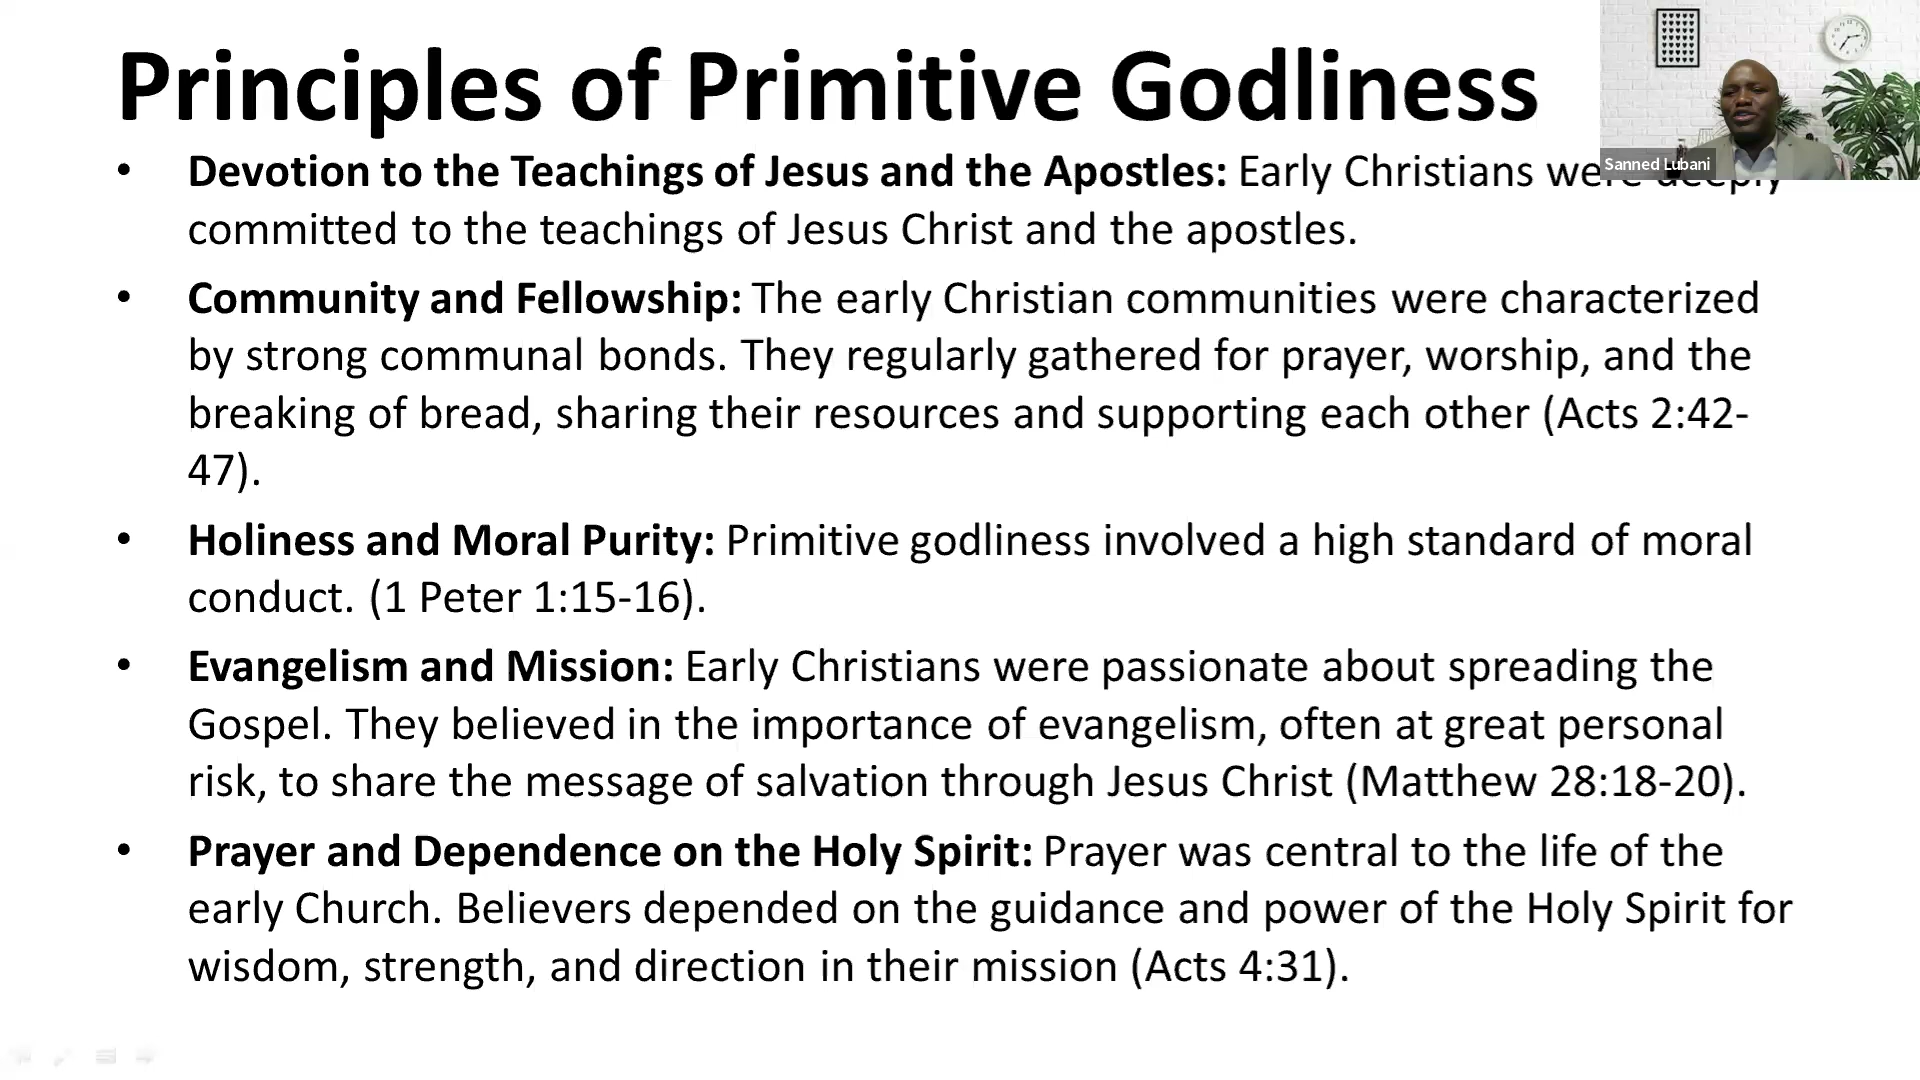 Principles of Primitive Godliness
Sanned Lubani
• Devotion to the Teachings of Jesus and the Apostles: Early Christians were deeply
committed to the teachings of Jesus Christ and the apostles.
• Community and Fellowship: The early Christian communities were characterized
by strong communal bonds. They regularly gathered for prayer, worship, and the
breaking of bread, sharing their resources and supporting each other (Acts 2:42-
47).
• Holiness and Moral Purity: Primitive godliness involved a high standard of moral
conduct. (1 Peter 1:15-16).
• Evangelism and Mission: Early Christians were passionate about spreading the
Gospel. They believed in the importance of evangelism, often at great personal
risk, to share the message of salvation through Jesus Christ (Matthew 28:18-20).
• Prayer and Dependence on the Holy Spirit: Prayer was central to the life of the
early Church. Believers depended on the guidance and power of the Holy Spirit for
wisdom, strength, and direction in their mission (Acts 4:31).